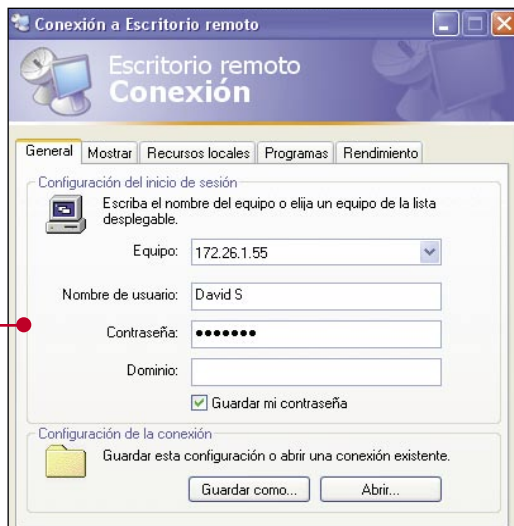 Conexión a Escritorio remoto
Escritorio remoto
Conexión
General Mostrar Recursos locales Programas Rendimiento
Configuración del inicio de sesión
Escriba el nombre del equipo o elija un equipo de la lista
desplegable.
Equipo: 172.26.1.55
Nombre de usuario: David S
Contraseña: •••••••
Dominio:
Guardar mi contraseña
Configuración de la conexión
Guardar esta configuración o abrir una conexión existente.
Guardar como... Abrir...